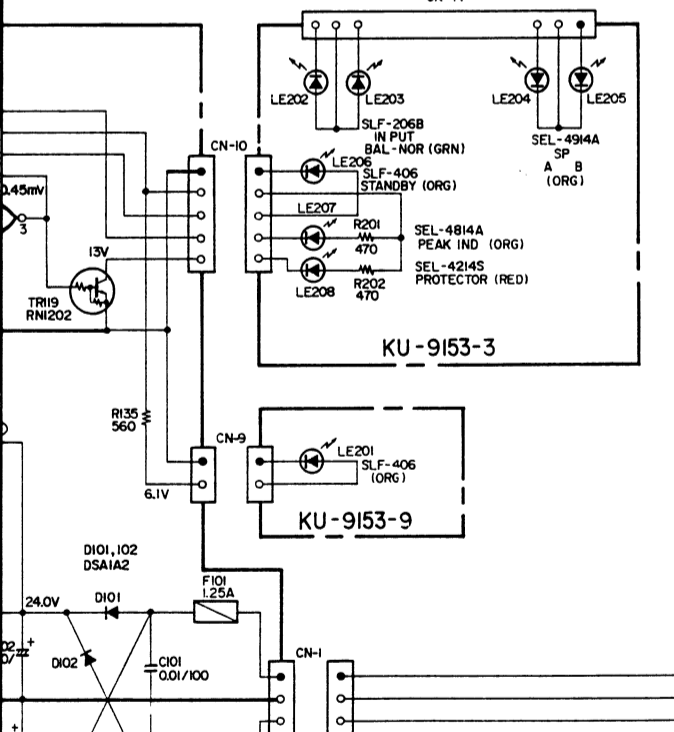 LE202
LE203
LE204
LE205
SLF-206B
IN PUT
BAL-NOR (GRN)
SEL-4914A
SP
A B
(ORG)
CN-10
LE206
SLF-406
STANDBY (ORG)
0.45mV
3
LE207
R201
470
SEL-4814A
PEAK IND (ORG)
13V
SEL-4214S
PROTECTOR (RED)
LE208
R202
470
TR119
RN1202
KU-9153-3
R135
560
CN-9
LE201
SLF-406
(ORG)
6.1V
KU-9153-9
D101,102
DSA1A2
F101
1.25A
24.0V
D101
+
D102
C101
0.01/100
CN-1
+